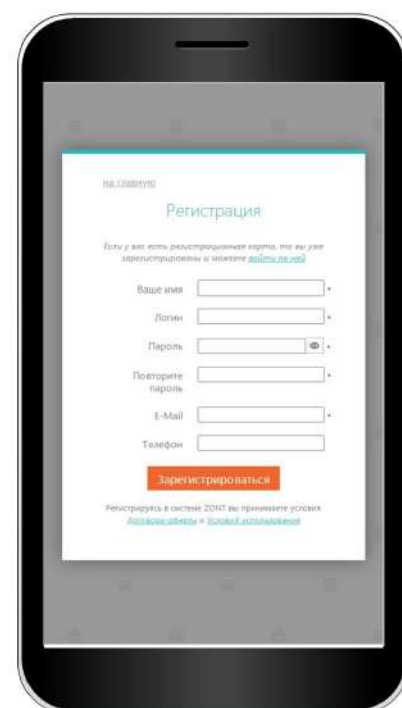 на главную
Регистрация
Если у вас есть регистрационная карта, то вы уже
зарегистрированы и можете войти по ней
Ваше имя *
Логин *
Пароль *
Повторите *
пароль
E-Mail *
Телефон
Зарегистрироваться
Регистрируясь в системе ZONT вы принимаете условия
Договора оферты и Условий использования